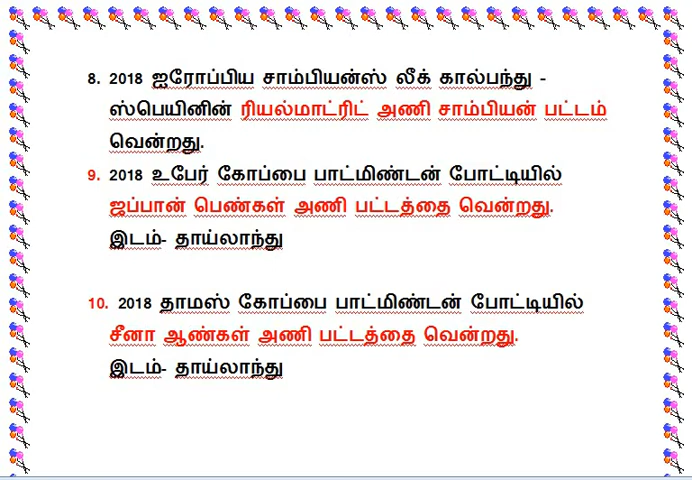 8. 2018 ஐரோப்பிய சாம்பியன்ஸ் லீக் கால்பந்து -
ஸ்பெயினின் ரியல்மாட்ரிட் அணி சாம்பியன் பட்டம்
வென்றது.
9. 2018 உபேர் கோப்பை பாட்மிண்டன் போட்டியில்
ஜப்பான் பெண்கள் அணி பட்டத்தை வென்றது.
இடம்- தாய்லாந்து
10. 2018 தாமஸ் கோப்பை பாட்மிண்டன் போட்டியில்
சீனா ஆண்கள் அணி பட்டத்தை வென்றது.
இடம்- தாய்லாந்து